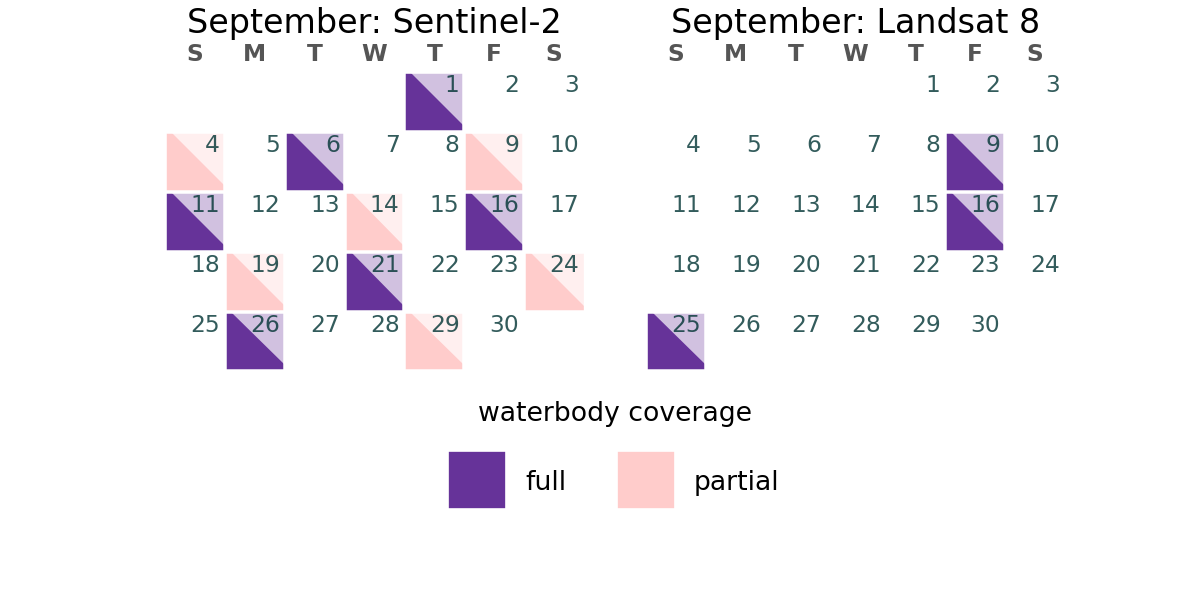 September: Sentinel-2
S M T W T F S
1 2 3
4 5 6 7 8 9 10
11 12 13 14 15 16 17
18 19 20 21 22 23 24
25 26 27 28 29 30
September: Landsat 8
S M T W T F S
1 2 3
4 5 6 7 8 9 10
11 12 13 14 15 16 17
18 19 20 21 22 23 24
25 26 27 28 29 30
waterbody coverage
full partial